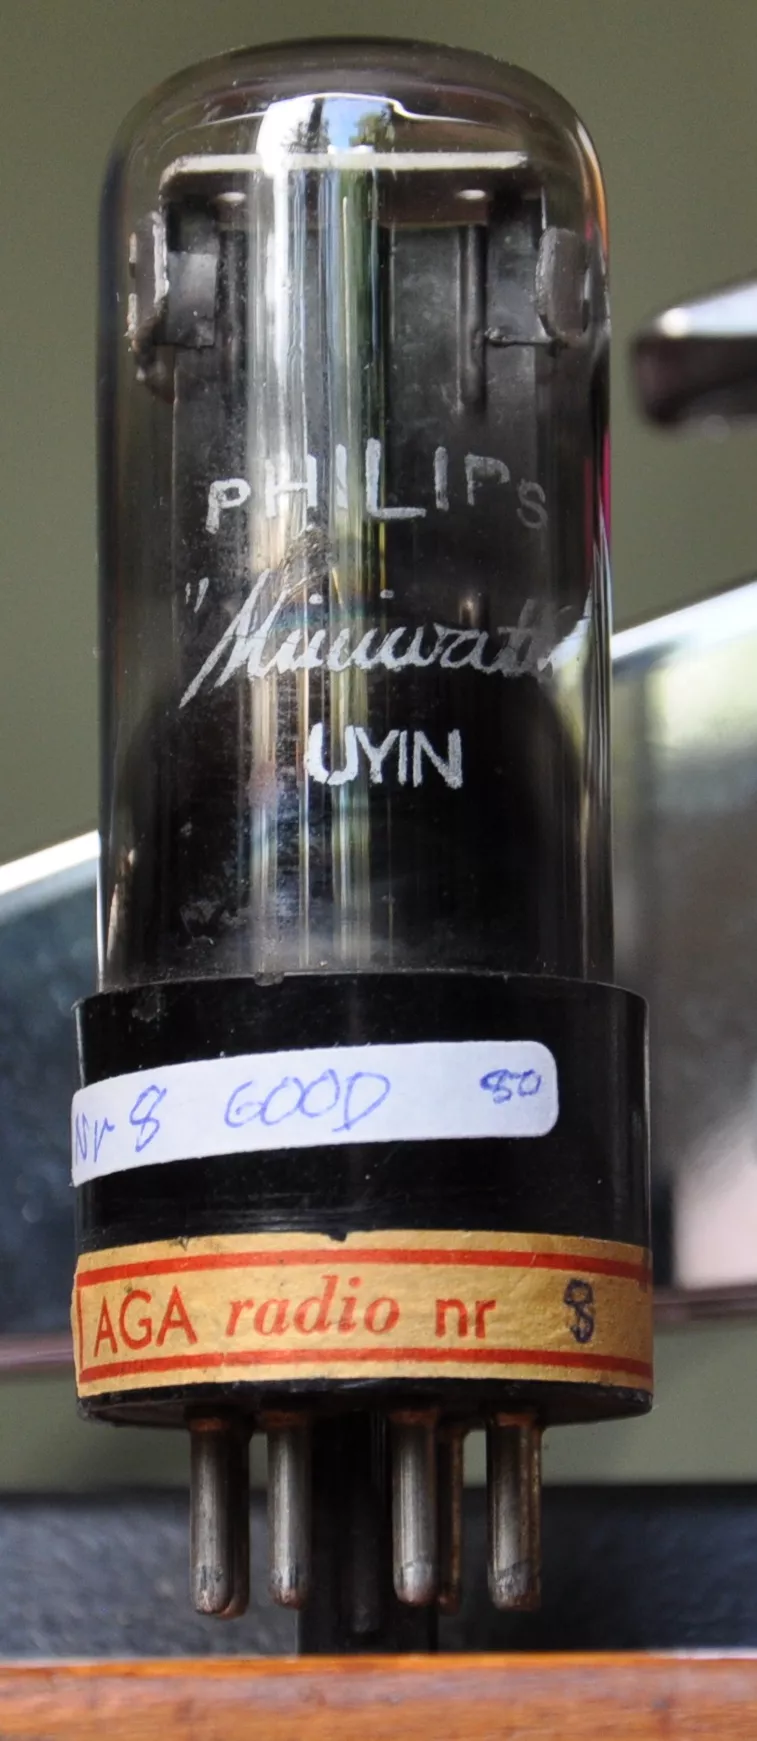 PHILIPS
"Miniwatt
UYIN
Nr 8 GOOD 80
AGA radio nr 8